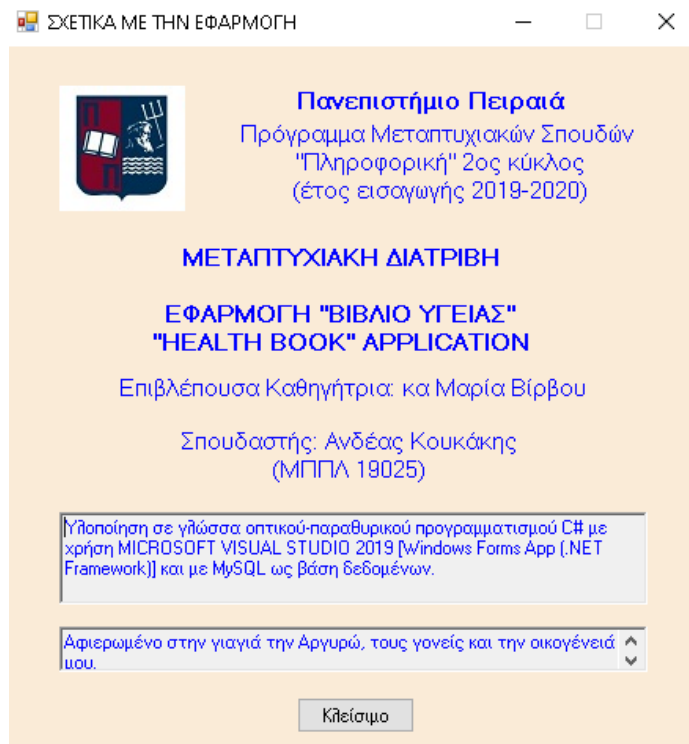 ΣΧΕΤΙΚΑ ΜΕ ΤΗΝ ΕΦΑΡΜΟΓΗ
Πανεπιστήμιο Πειραιά
Πρόγραμμα Μεταπτυχιακών Σπουδών
"Πληροφορική" 2ος κύκλος
(έτος εισαγωγής 2019-2020)
ΜΕΤΑΠΤΥΧΙΑΚΗ ΔΙΑΤΡΙΒΗ
ΕΦΑΡΜΟΓΗ "ΒΙΒΛΙΟ ΥΓΕΙΑΣ"
"HEALTH BOOK" APPLICATION
Επιβλέπουσα Καθηγήτρια: κα Μαρία Βίρβου
Σπουδαστής: Ανδέας Κουκάκης
(ΜΠΠΛ 19025)
Υλοποίηση σε γλώσσα οπτικού-παραθυρικού προγραμματισμού C# με
χρήση MICROSOFT VISUAL STUDIO 2019 [Windows Forms App (.NET
Framework)] και με MySQL ως βάση δεδομένων.
Αφιερωμένο στην γιαγιά την Αργυρώ, τους γονείς και την οικογένειά
μου.
Κλείσιμο